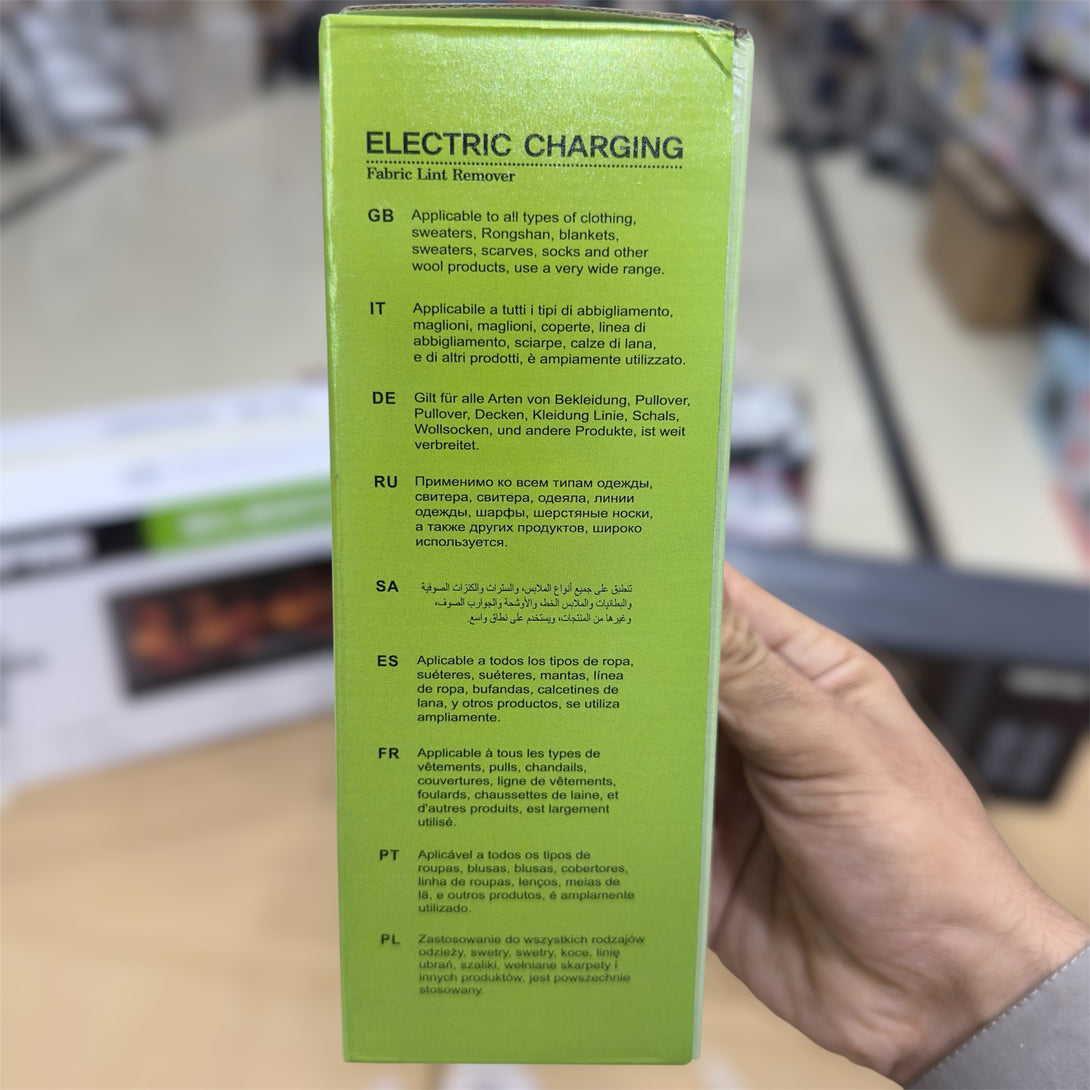 ELECTRIC CHARGING
Fabric Lint Remover
GB Applicable to all types of clothing,
sweaters, Rongshan, blankets,
sweaters, scarves, socks and other
wool products, use a very wide range.
IT Applicabile a tutti i tipi di abbigliamento,
maglioni, maglioni, coperte, linea di
abbigliamento, sciarpe, calze di lana,
e di altri prodotti, è ampiamente utilizzato.
DE Gilt für alle Arten von Bekleidung, Pullover,
Pullover, Decken, Kleidung Linie, Schals,
Wollsocken, und andere Produkte, ist weit
verbreitet.
RU Применимо ко всем типам одежды,
свитера, свитера, одеяла, линии
одежды, шарфы, шерстяные носки,
а также других продуктов, широко
используется.
SA تنطبق على جميع أنواع الملابس، والسترات والكنزات الصوفية
والبطانيات والملابس الخط والأوشحة والجوارب الصوف،
وغيرها من المنتجات، ويستخدم على نطاق واسع.
ES Aplicable a todos los tipos de ropa,
suéteres, suéteres, mantas, línea
de ropa, bufandas, calcetines de
lana, y otros productos, se utiliza
ampliamente.
FR Applicable à tous les types de
vêtements, pulls, chandails,
couvertures, ligne de vêtements,
foulards, chaussettes de laine, et
d'autres produits, est largement
utilisé.
PT Aplicável a todos os tipos de
roupas, blusas, blusas, cobertores,
linha de roupas, lenços, meias de
lã, e outros produtos, é amplamente
utilizado.
PL Zastosowanie do wszystkich rodzajów
odzieży, swetry, swetry, koce, linię
ubrań, szaliki, wełniane skarpety i
innych produktów, jest powszechnie
stosowany.